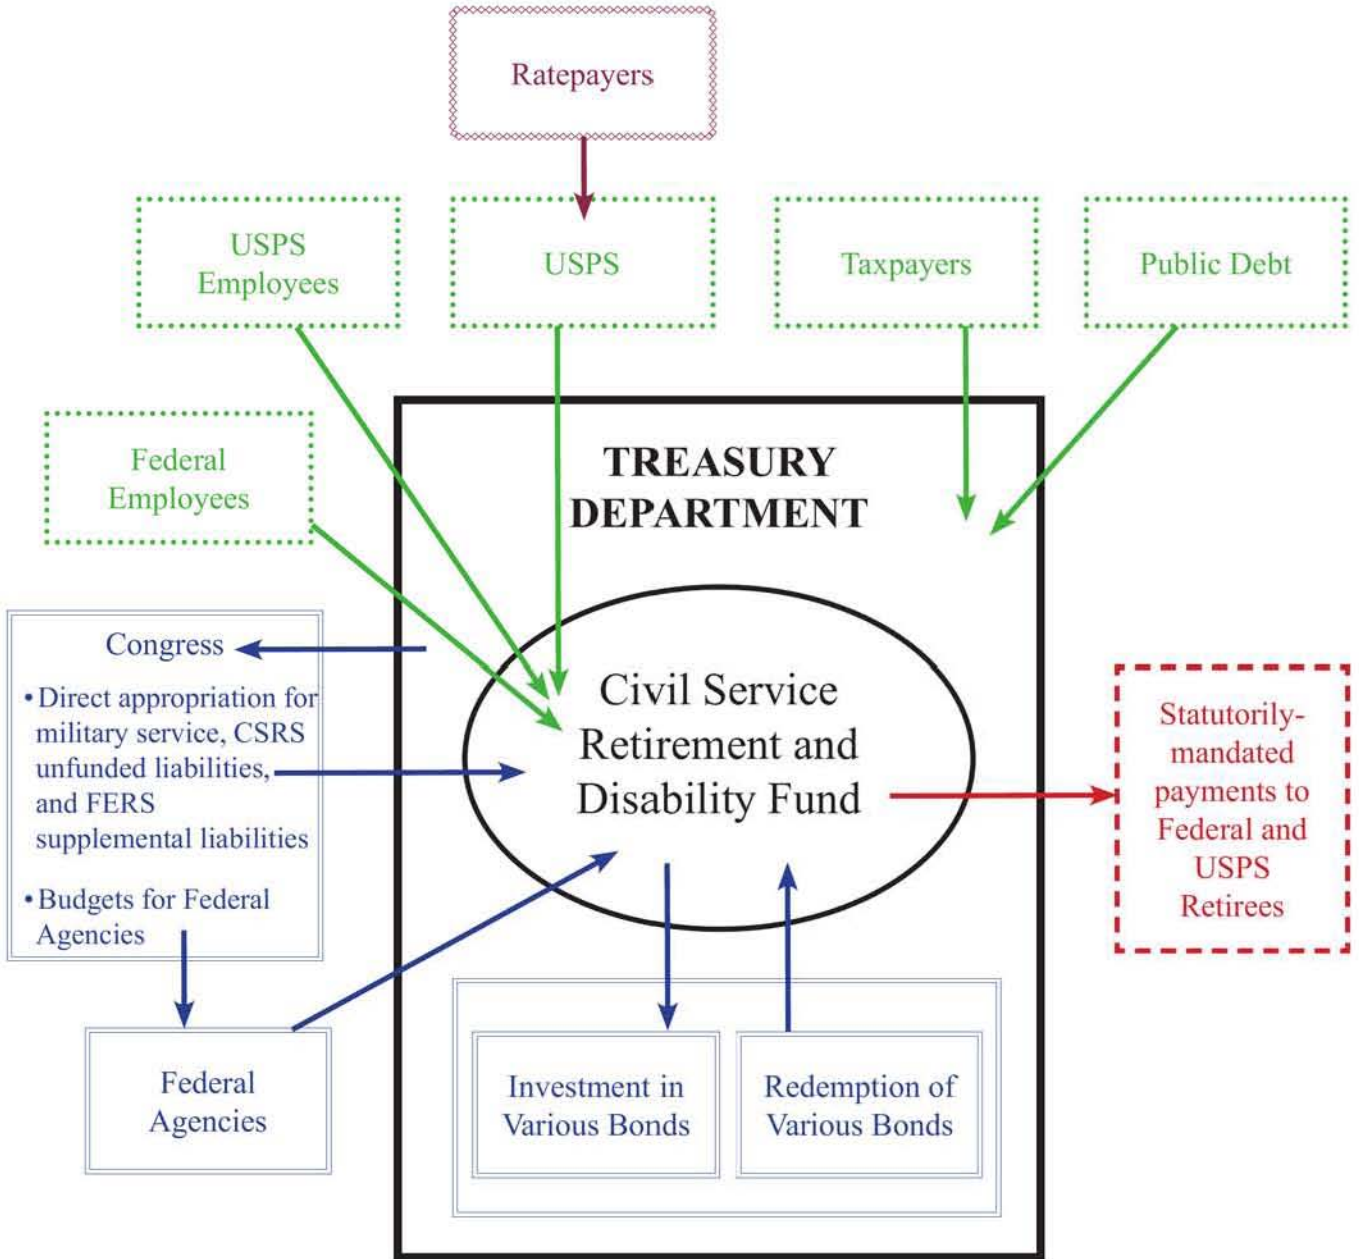 Ratepayers
USPS
Employees
USPS
Taxpayers
Public Debt
Federal
Employees
TREASURY
DEPARTMENT
Congress
• Direct appropriation for
military service, CSRS
unfunded liabilities,
and FERS
supplemental liabilities
• Budgets for Federal
Agencies
Civil Service
Retirement and
Disability Fund
Statutorily-
mandated
payments to
Federal and
USPS
Retirees
Federal
Agencies
Investment in
Various Bonds
Redemption of
Various Bonds